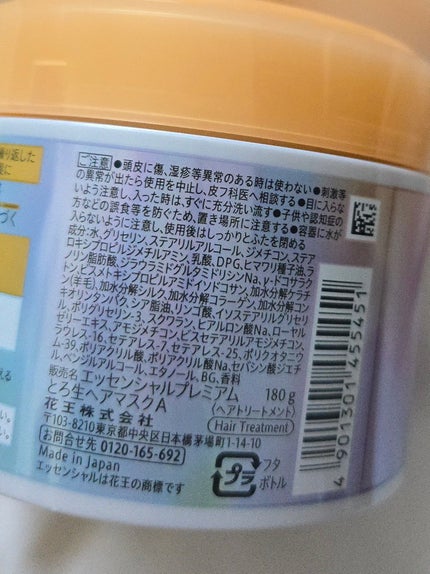 り返した
づく
える
い。
い。
ご注意 ●頭皮に傷、湿疹等異常のある時は使わない●刺激等
の異常が出たら使用を中止し、皮フ科医へ相談する●目に入らな
いよう注意し、入った時は、すぐに充分洗い流す●子供や認知症の
方などの誤食等を防ぐため、置き場所に注意する●容器に水が
入らないように注意し、使用後はしっかりとふたを閉める
成分:水、グリセリン、ステアリルアルコール、ジメチコン、ステア
ロキシプロピルジメチルアミン、乳酸、DPG、ヒマワリ種子油、ラ
ノリン脂肪酸、ジラウラミドグルタミドリシンNa、γ-ドコサラク
トン、ビスメトキシプロピルアミドイソドコサン、加水分解ケラチ
ン(羊毛)、加水分解シルク、加水分解コラーゲン、加水分解コン
キオリンタンパク、シア脂油、リンゴ酸、イソステアリルグリセリ
ル、ポリグリセリン-3、スクワラン、ヒアルロン酸Na、ローヤル
ゼリーエキス、アモジメチコン、ビスセテアリルアモジメチコン、
ラウレス-16、セテアレス-7、セテアレス-25、ポリクオタニウ
ム-39、ポリアクリル酸、ポリアクリル酸Na、セバシン酸ジエチ
ル、ベンジルアルコール、エタノール、BG、香料
販売名 エッセンシャルプレミアム 180g
とろ生ヘアマスクA 〈ヘアトリートメント〉
花王株式会社 Hair Treatment
〒103-8210東京都中央区日本橋茅場町1-14-10
お問合せ先 0120-165-692
Made in Japan
エッセンシャルは花王の商標です
プラ フタ
ボトル
4901301455451